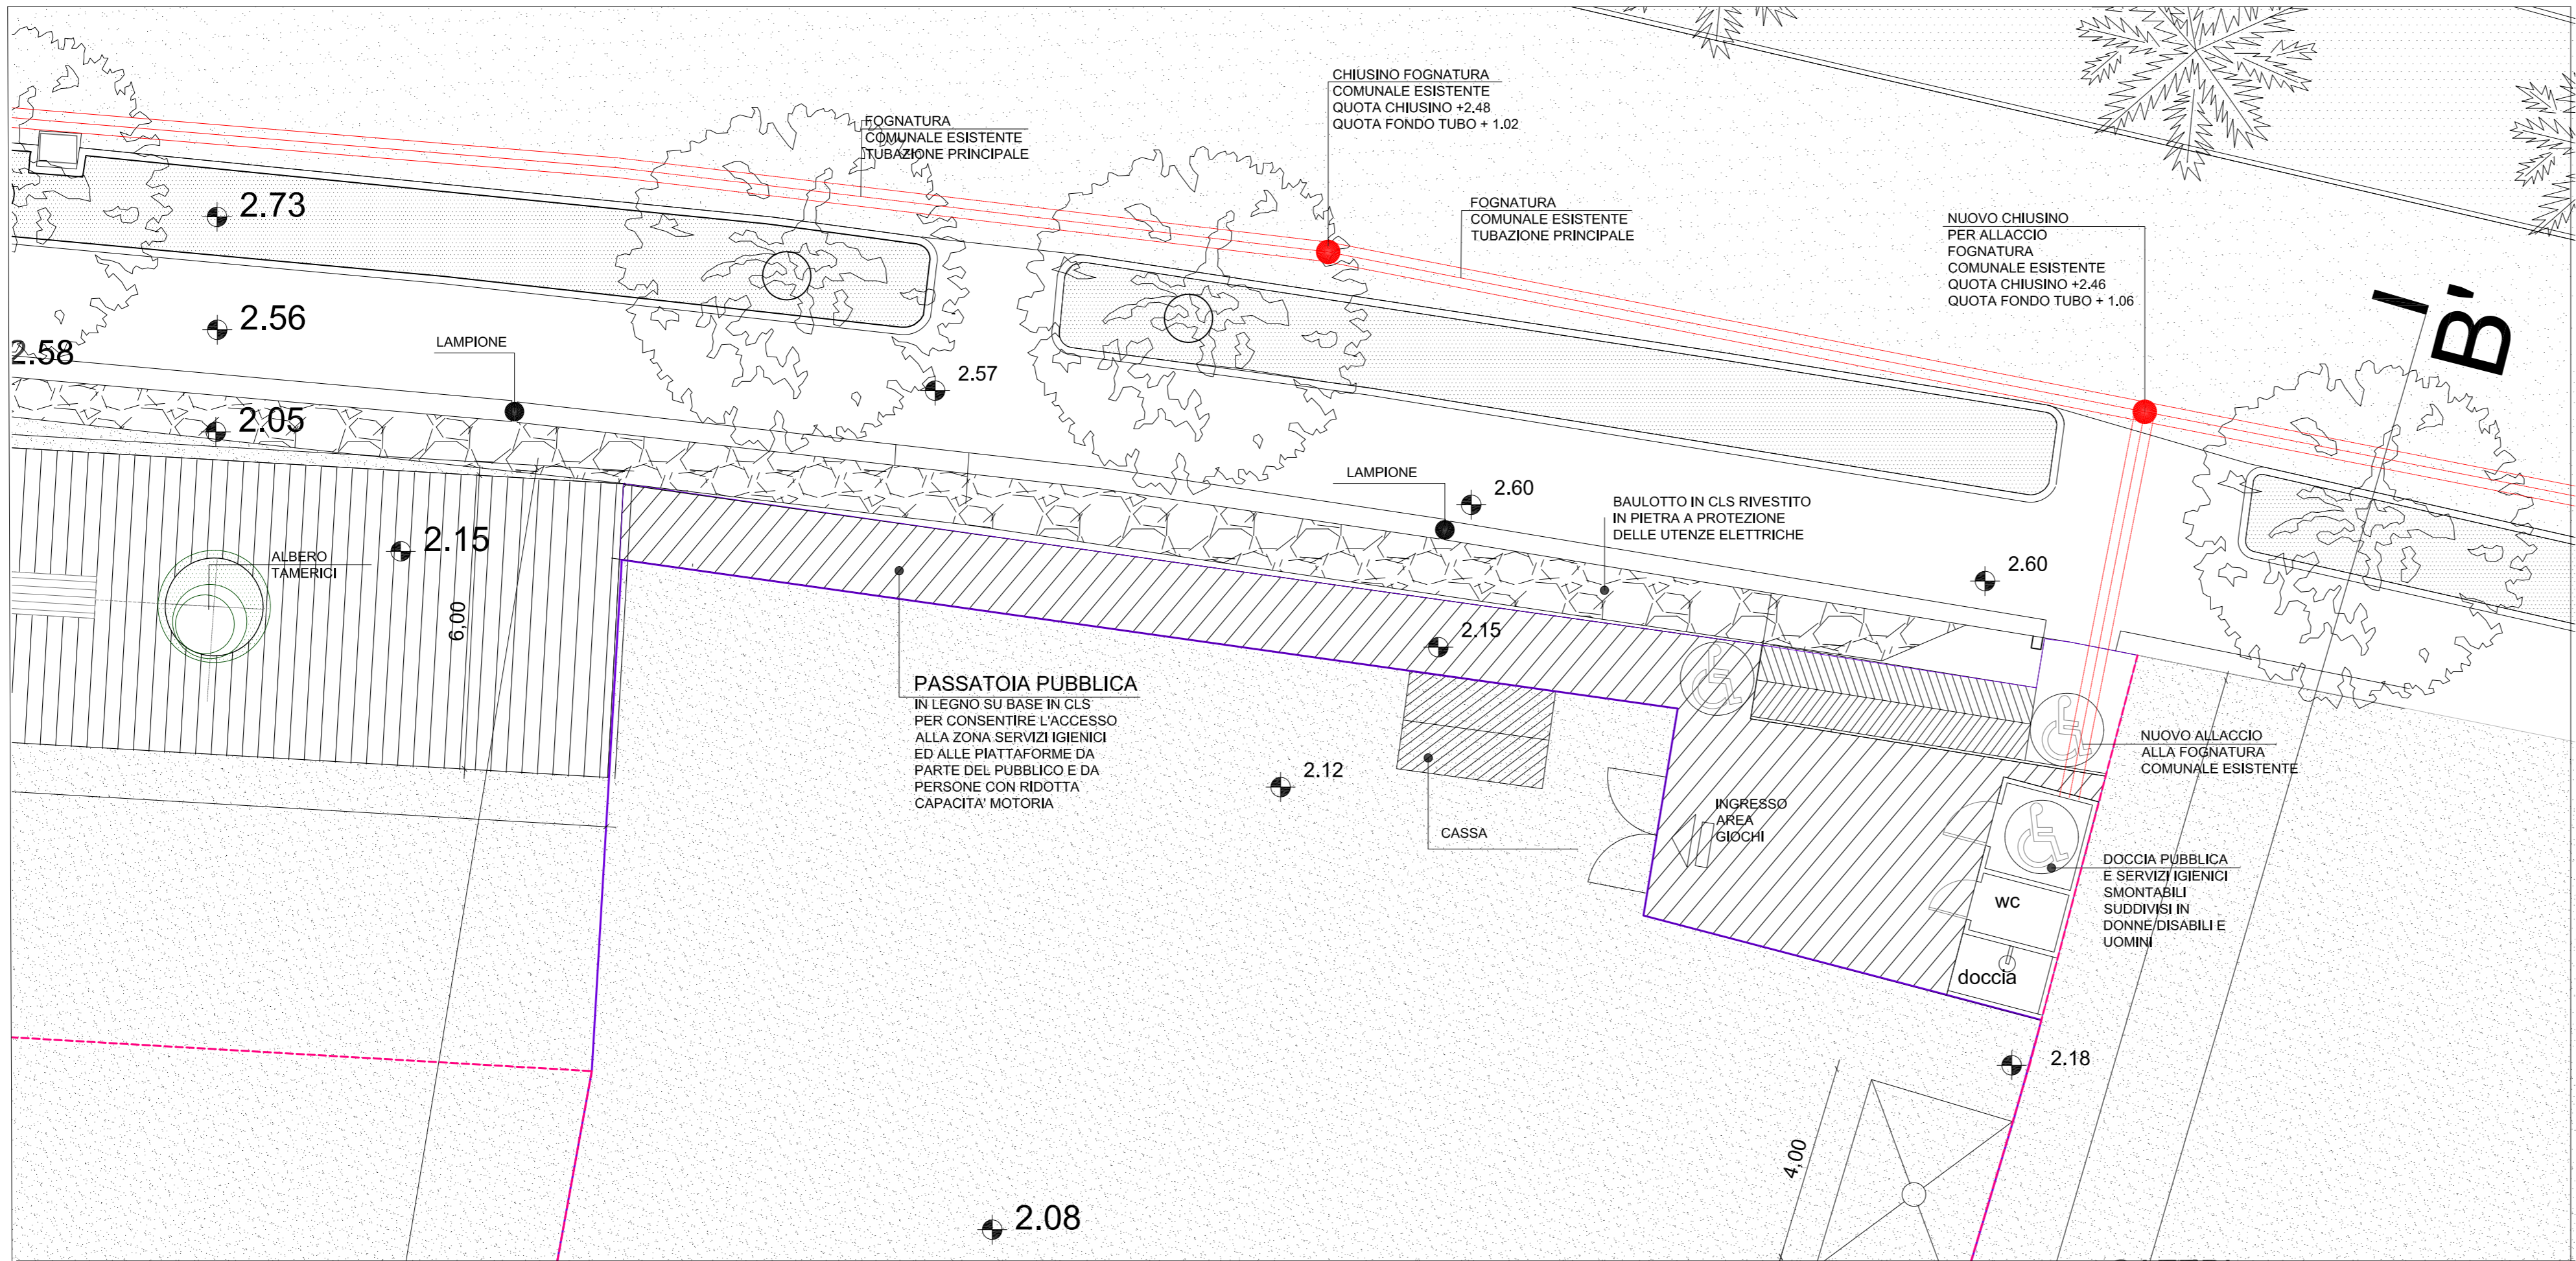 CHIUSINO FOGNATURA
COMUNALE ESISTENTE
QUOTA CHIUSINO +2.48
QUOTA FONDO TUBO + 1.02
FOGNATURA
COMUNALE ESISTENTE
TUBAZIONE PRINCIPALE
FOGNATURA
COMUNALE ESISTENTE
TUBAZIONE PRINCIPALE
NUOVO CHIUSINO
PER ALLACCIO
FOGNATURA
COMUNALE ESISTENTE
QUOTA CHIUSINO +2.46
QUOTA FONDO TUBO + 1.06
B'
2.73
2.56
2.58
LAMPIONE
2.57
2.05
LAMPIONE
2.60
BAULOTTO IN CLS RIVESTITO
IN PIETRA A PROTEZIONE
DELLE UTENZE ELETTRICHE
2.60
2.15
ALBERO
TAMERICI
6,00
2.15
PASSATOIA PUBBLICA
IN LEGNO SU BASE IN CLS
PER CONSENTIRE L'ACCESSO
ALLA ZONA SERVIZI IGIENICI
ED ALLE PIATTAFORME DA
PARTE DEL PUBBLICO E DA
PERSONE CON RIDOTTA
CAPACITA' MOTORIA
2.12
CASSA
INGRESSO
AREA
GIOCHI
NUOVO ALLACCIO
ALLA FOGNATURA
COMUNALE ESISTENTE
DOCCIA PUBBLICA
E SERVIZI IGIENICI
SMONTABILI
SUDDIVISI IN
DONNE/DISABILI E
UOMINI
wc
doccia
2.18
4,00
2.08